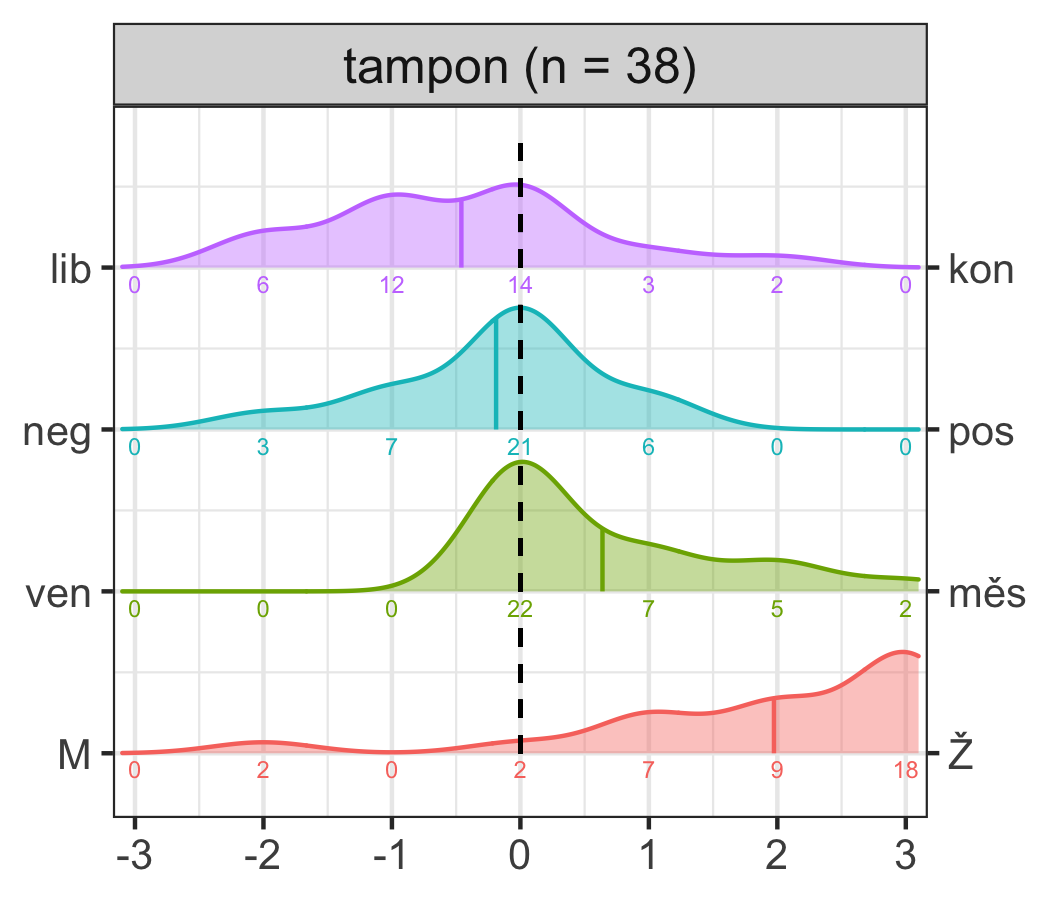 tampon (n = 38)
lib kon
0 6 12 14 3 2 0
neg pos
0 3 7 21 6 0 0
ven měs
0 0 0 22 7 5 2
M Ž
0 2 0 2 7 9 18
-3 -2 -1 0 1 2 3